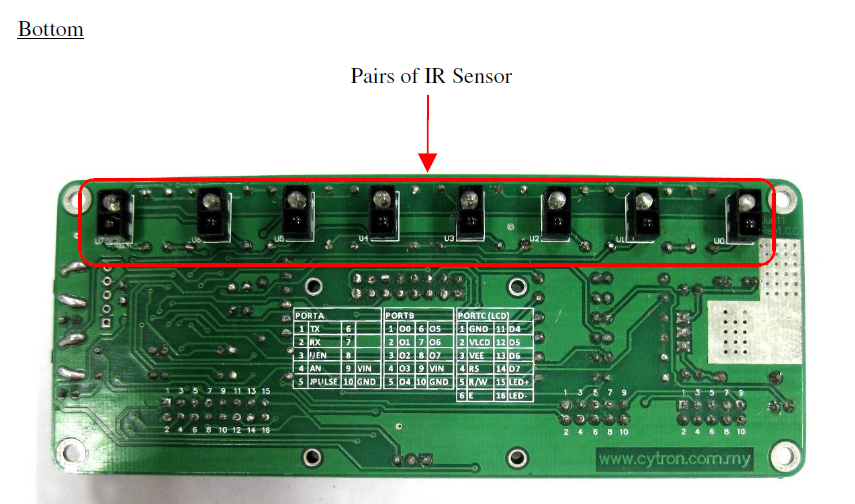 Bottom
Pairs of IR Sensor
U7 U6 U5 U4 U3 U2 U1 U0
PORTA PORTB PORTC(LCD)
1 TX 6 1 O0 6 O5 1 GND 11 D4
2 RX 7 2 O1 7 O6 2 VLCD 12 D5
3 J/EN 8 3 O2 8 O7 3 VEE 13 D6
4 AN 9 VIN 4 O3 9 VIN 4 RS 14 D7
5 JPULSE 10 GND 5 O4 10 GND 5 R/W 15 LED+
6 E 16 LED-
1 3 5 7 9 11 13 15 1 3 5 7 9 1 3 5 7 9
2 4 6 8 10 12 14 16 2 4 6 8 10 2 4 6 8 10
www.cytron.com.my